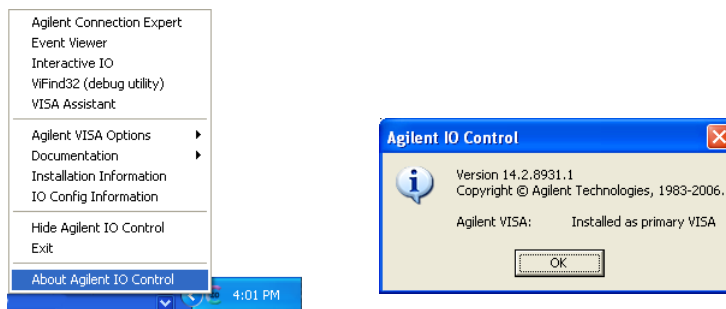 Agilent Connection Expert
Event Viewer
Interactive IO
ViFind32 (debug utility)
VISA Assistant
Agilent VISA Options
Documentation
Installation Information
IO Config Information
Hide Agilent IO Control
Exit
About Agilent IO Control
4:01 PM
Agilent IO Control
Version 14.2.8931.1
Copyright © Agilent Technologies, 1983-2006.
Agilent VISA: Installed as primary VISA
OK